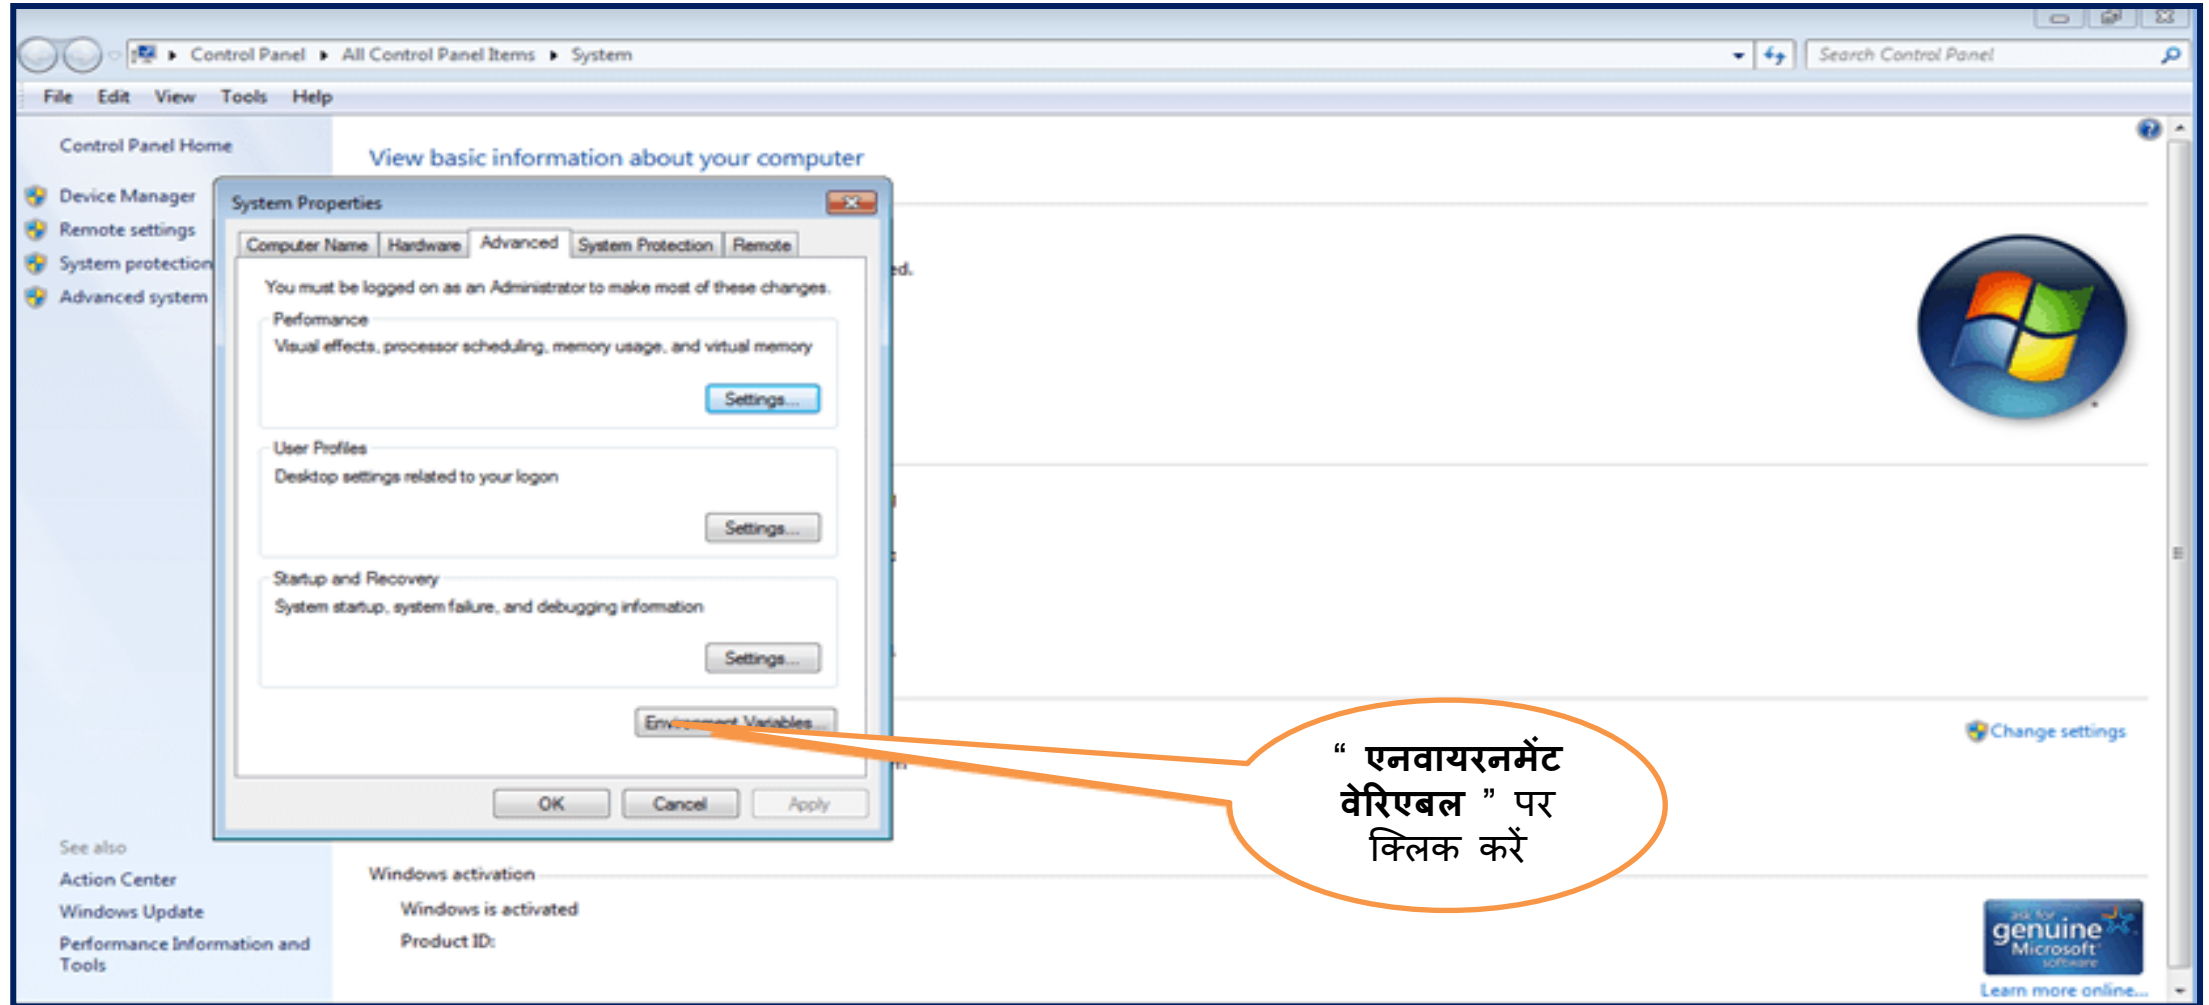 Control Panel ▸ All Control Panel Items ▸ System
Search Control Panel
File Edit View Tools Help
Control Panel Home
View basic information about your computer
Device Manager
Remote settings
System protection
Advanced system
System Properties
Computer Name Hardware Advanced System Protection Remote
ed.
You must be logged on as an Administrator to make most of these changes.
Performance
Visual effects, processor scheduling, memory usage, and virtual memory
Settings...
User Profiles
Desktop settings related to your logon
Settings...
Startup and Recovery
System startup, system failure, and debugging information
Settings...
Environment Variables...
OK Cancel Apply
“ एनवायरनमेंट
वेरिएबल ” पर
क्लिक करें
Change settings
See also
Action Center
Windows Update
Performance Information and
Tools
Windows activation
Windows is activated
Product ID:
ask for
genuine
Microsoft
software
Learn more online...